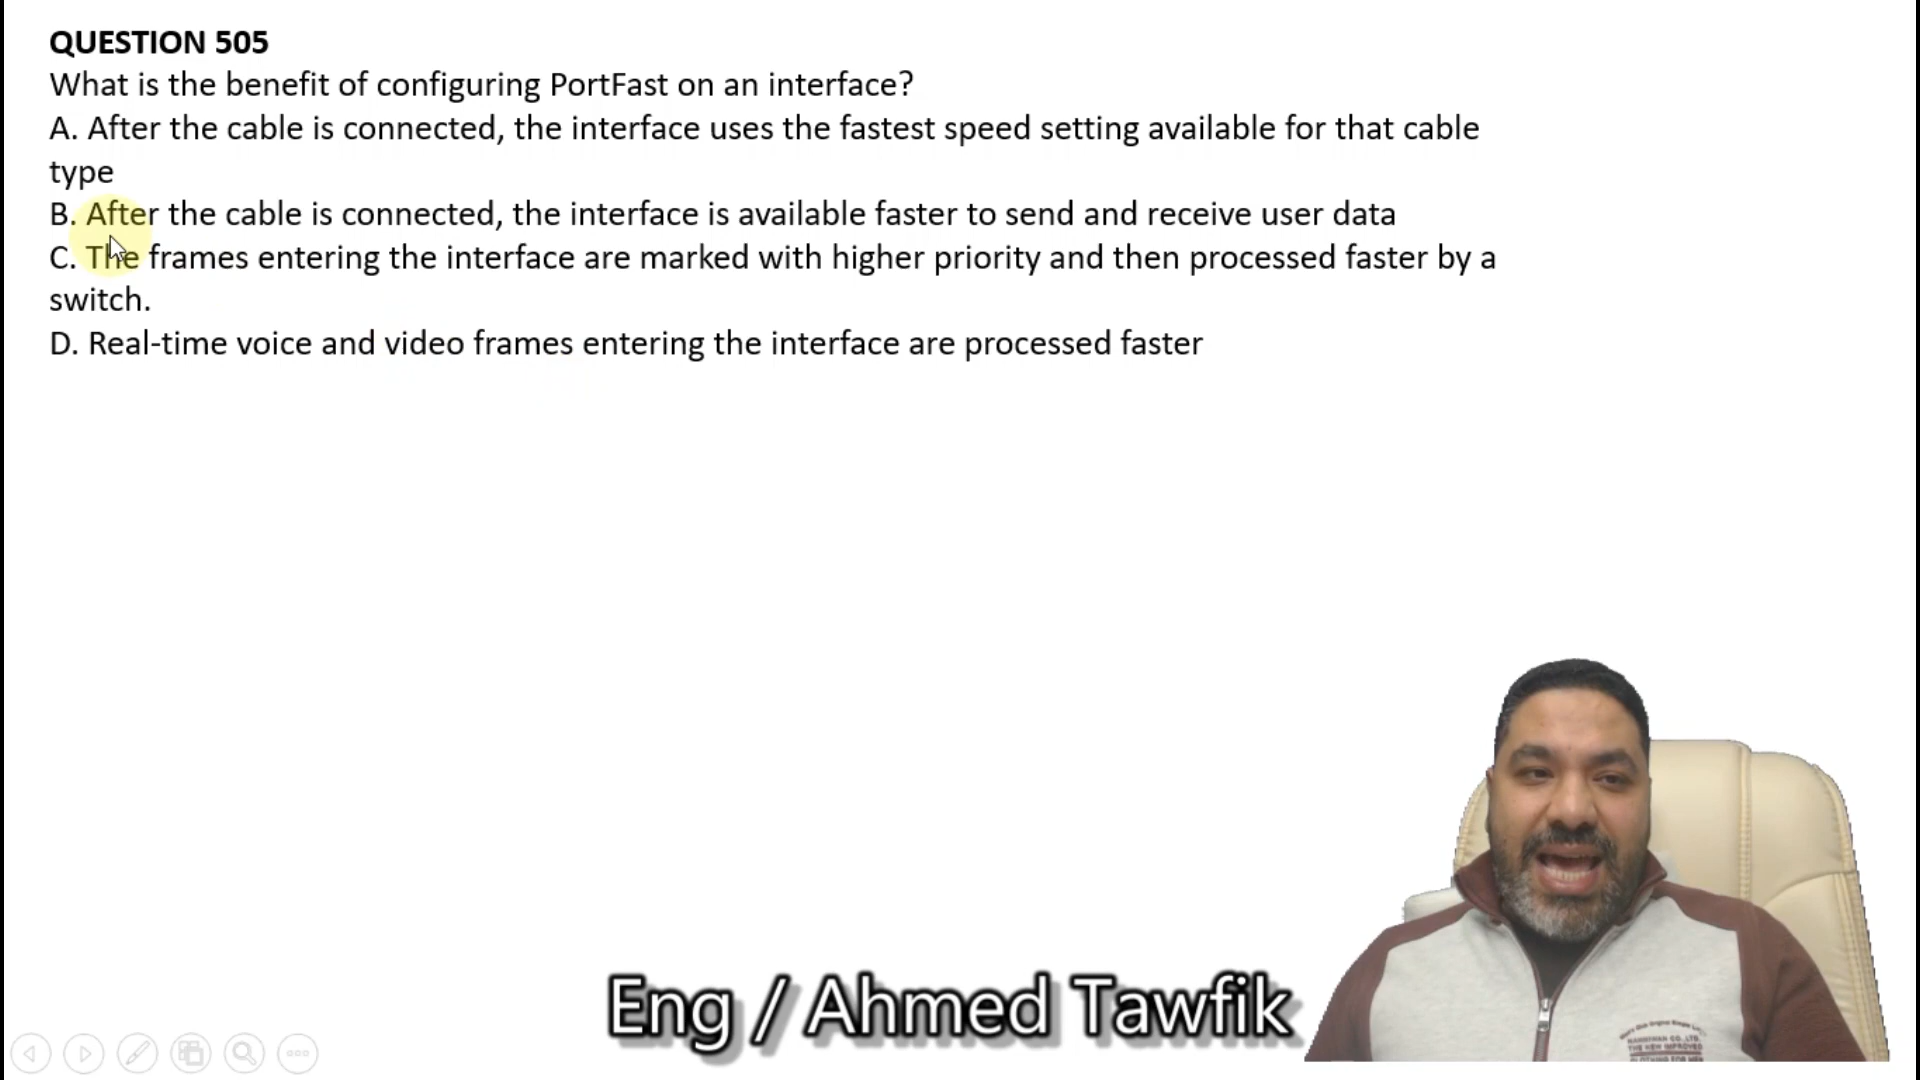 QUESTION 505
What is the benefit of configuring PortFast on an interface?
A. After the cable is connected, the interface uses the fastest speed setting available for that cable
type
B. After the cable is connected, the interface is available faster to send and receive user data
C. The frames entering the interface are marked with higher priority and then processed faster by a
switch.
D. Real-time voice and video frames entering the interface are processed faster
Eng / Ahmed Tawfik